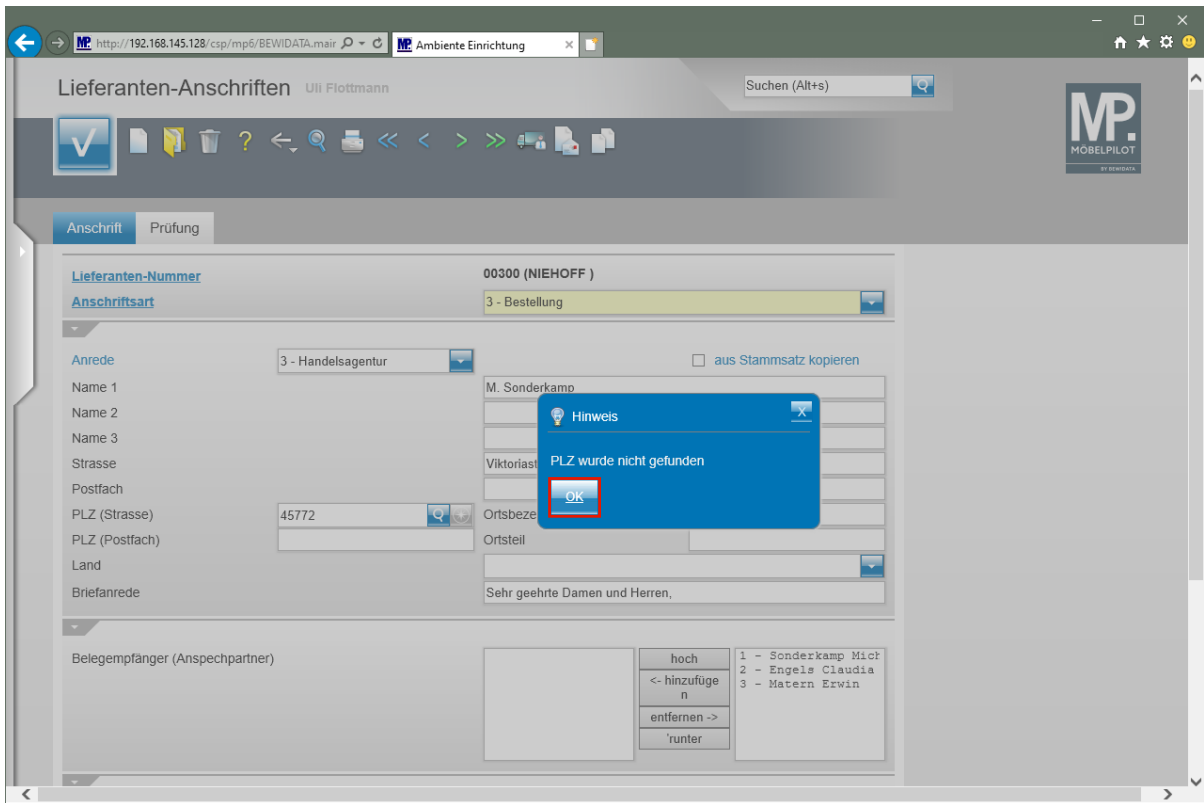 http://192.168.145.128/csp/mp6/BEWIDATA.mair
MP. Ambiente Einrichtung
Lieferanten-Anschriften Uli Flottmann
Suchen (Alt+s)
MP.
MÖBELPILOT
BY BEWIDATA
Anschrift Prüfung
Lieferanten-Nummer 00300 (NIEHOFF )
Anschriftsart 3 - Bestellung
Anrede 3 - Handelsagentur aus Stammsatz kopieren
Name 1 M. Sonderkamp
Name 2
Hinweis X
Name 3
Strasse Viktoriast
PLZ wurde nicht gefunden
Postfach
OK
PLZ (Strasse) 45772 Ortsbeze
PLZ (Postfach) Ortsteil
Land
Briefanrede Sehr geehrte Damen und Herren,
Belegempfänger (Anspechpartner)
hoch
<- hinzufüge
n
entfernen ->
'runter
1 - Sonderkamp Mich
2 - Engels Claudia
3 - Matern Erwin